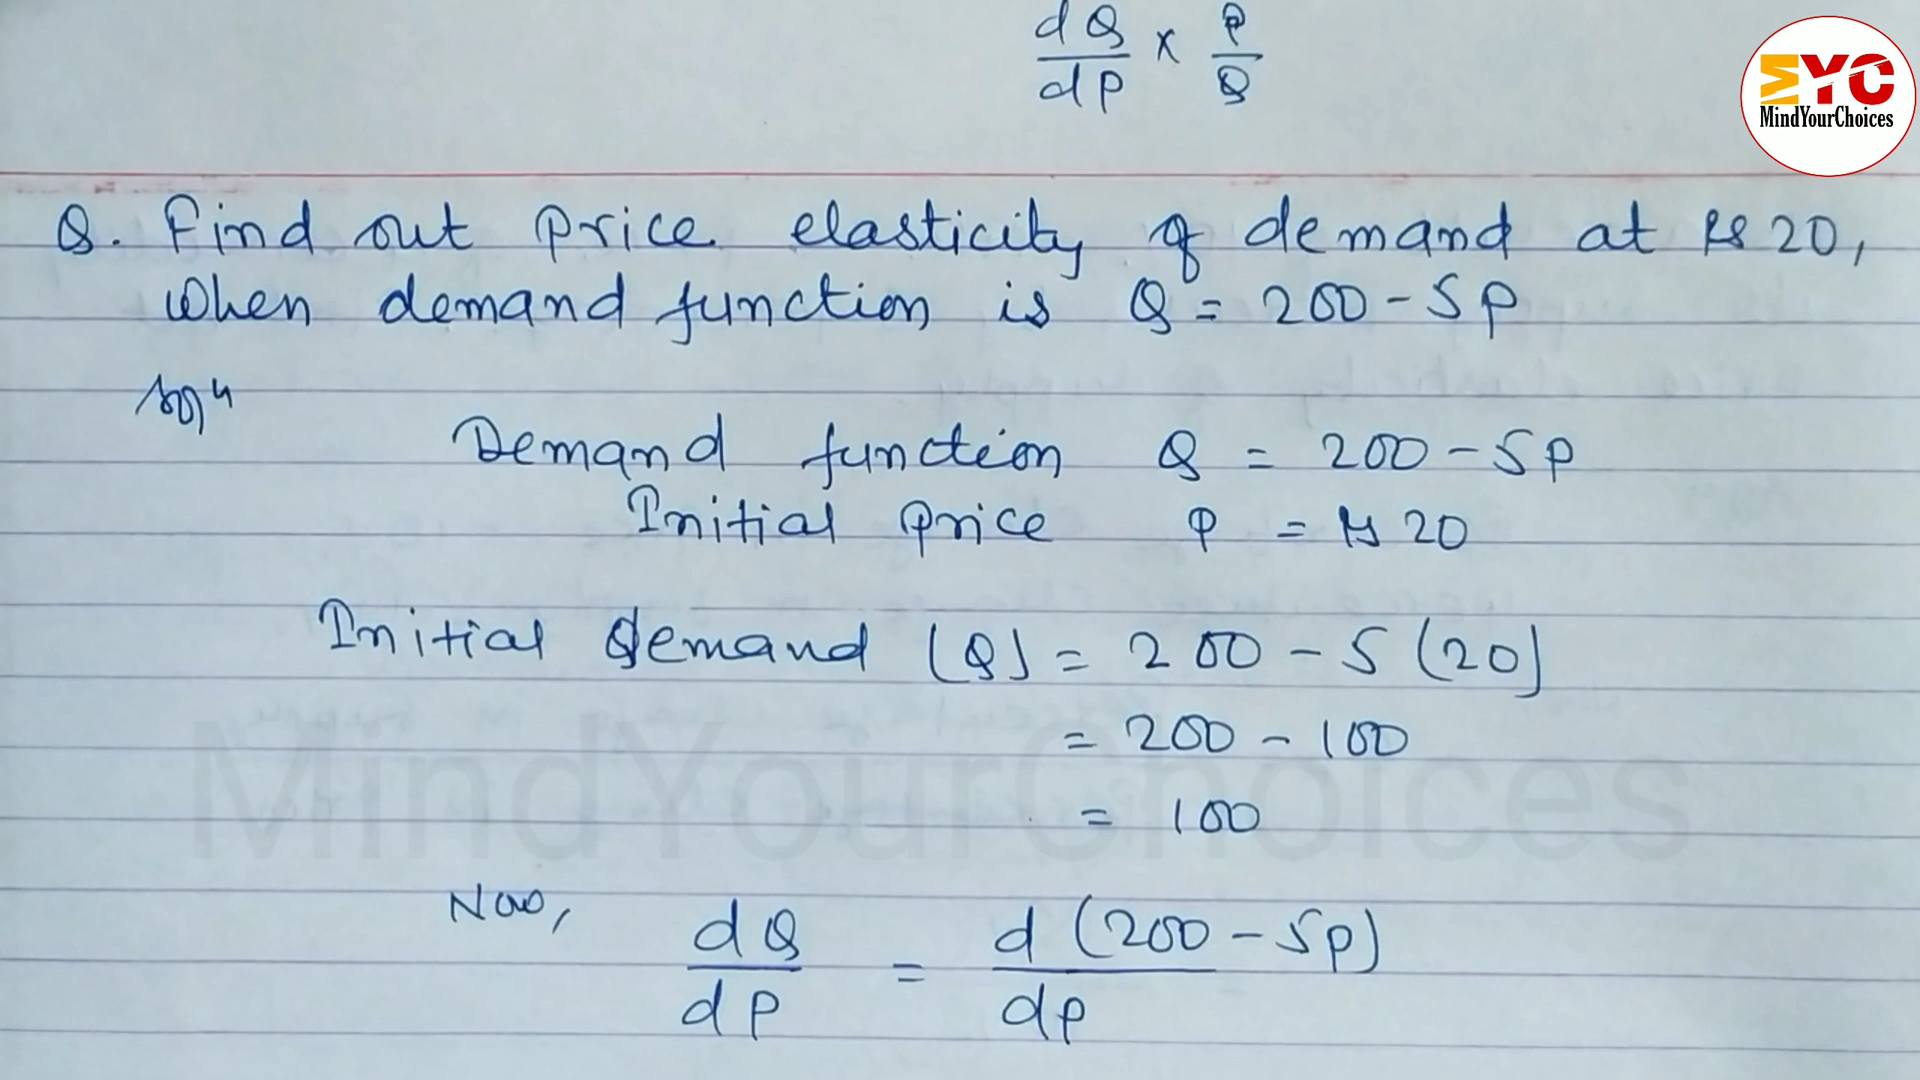 dQ/dP × P/Q
MYC
MindYourChoices
Q. Find out price elasticity of demand at Rs 20,
When demand function is Q = 200 - 5P
Solⁿ
Demand function Q = 200 - 5P
Initial price P = Rs 20
Initial demand (Q) = 200 - 5(20)
= 200 - 100
= 100
MindYourChoices
Now, dQ/dP = d(200 - 5P)/dP